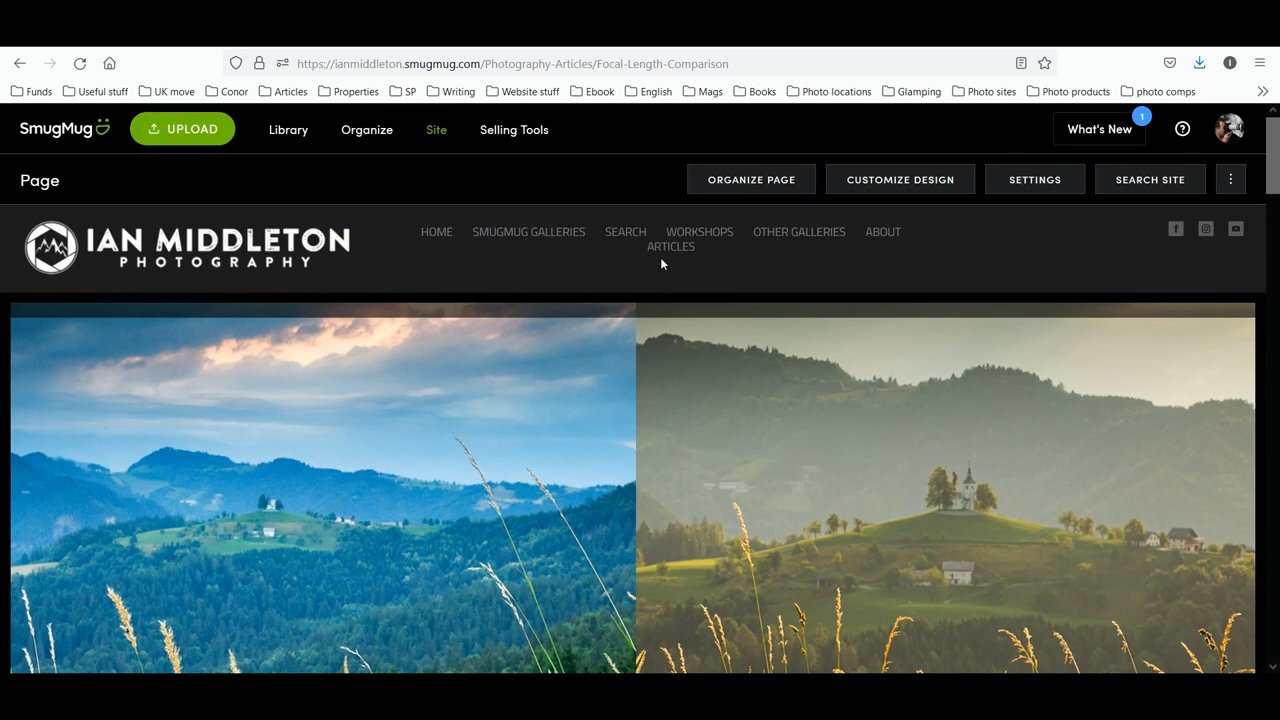 https://ianmiddleton.smugmug.com/Photography-Articles/Focal-Length-Comparison
Funds Useful stuff UK move Conor Articles Properties SP Writing Website stuff Ebook English Mags Books Photo locations Glamping Photo sites Photo products photo comps
SmugMug UPLOAD Library Organize Site Selling Tools What's New 1 ? 
Page ORGANIZE PAGE CUSTOMIZE DESIGN SETTINGS SEARCH SITE
IAN MIDDLETON
PHOTOGRAPHY
HOME SMUGMUG GALLERIES SEARCH WORKSHOPS OTHER GALLERIES ABOUT
ARTICLES